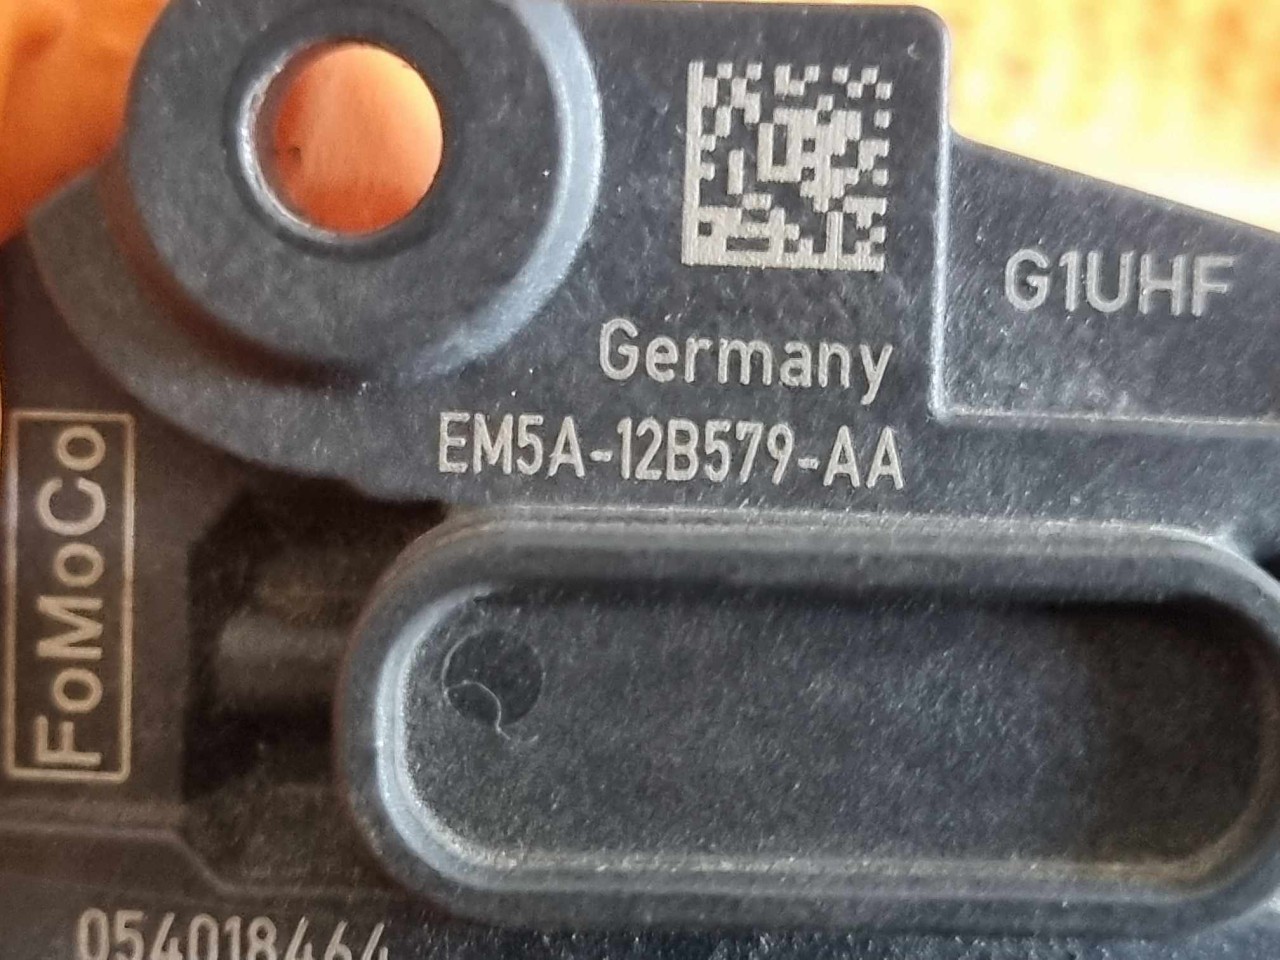 G1UHF
Germany
EM5A-12B579-AA
FoMoCo
054018464